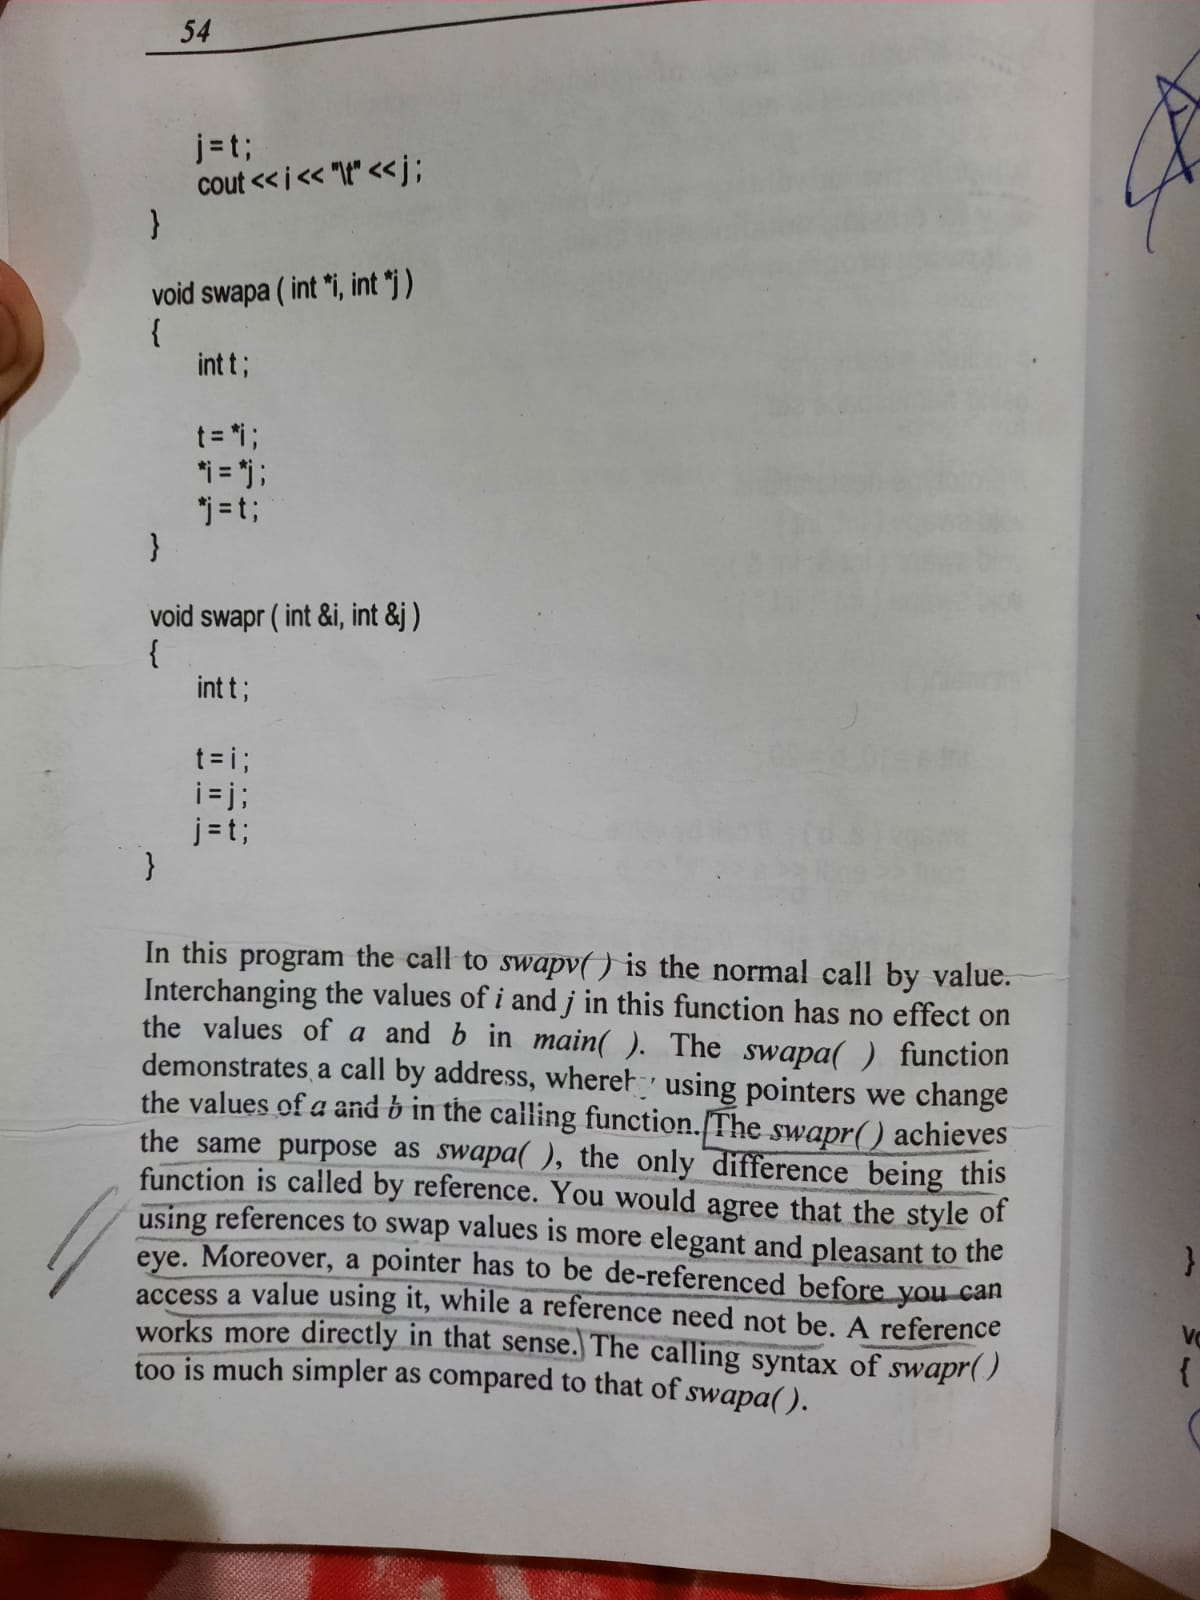 54
j = t ;
cout << i << "\t" << j ;
}
void swapa ( int *i, int *j )
{
int t ;
t = *i ;
*i = *j ;
*j = t ;
}
void swapr ( int &i, int &j )
{
int t ;
t = i ;
i = j ;
j = t ;
}
In this program the call to swapv( ) is the normal call by value.
Interchanging the values of i and j in this function has no effect on
the values of a and b in main( ). The swapa( ) function
demonstrates a call by address, whereby using pointers we change
the values of a and b in the calling function. The swapr( ) achieves
the same purpose as swapa( ), the only difference being this
function is called by reference. You would agree that the style of
using references to swap values is more elegant and pleasant to the
eye. Moreover, a pointer has to be de-referenced before you can
access a value using it, while a reference need not be. A reference
works more directly in that sense. The calling syntax of swapr( )
too is much simpler as compared to that of swapa( ).
}
{